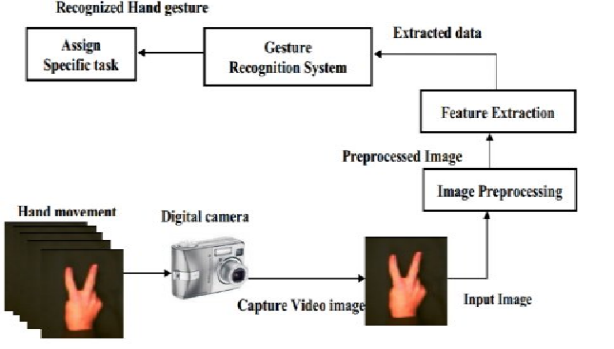 Recognized Hand gesture
Assign
Specific task
Gesture
Recognition System
Extracted data
Feature Extraction
Preprocessed Image
Image Preprocessing
Hand movement
Digital camera
Capture Video image
Input Image